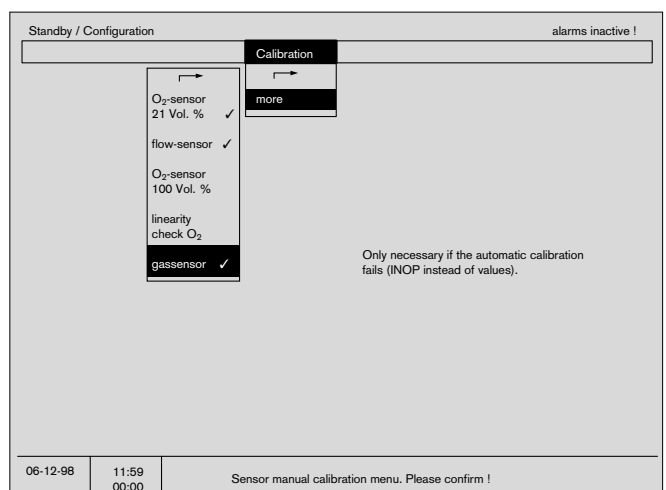 Standby / Configuration
alarms inactive !
Calibration
more
O₂-sensor
21 Vol. % ✓
flow-sensor ✓
O₂-sensor
100 Vol. %
linearity
check O₂
gassensor ✓
Only necessary if the automatic calibration
fails (INOP instead of values).
06-12-98
11:59
00:00
Sensor manual calibration menu. Please confirm !